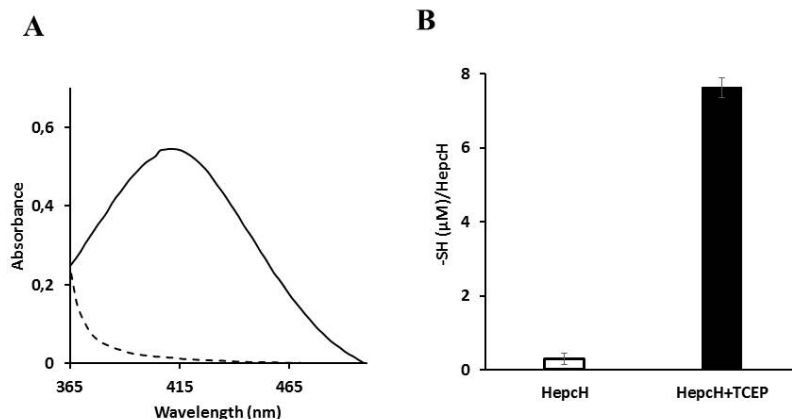 A
0,6
0,4
0,2
0
Absorbance
365
415
465
Wavelength (nm)
B
8
6
4
2
0
-SH (µM)/HepcH
HepcH
HepcH+TCEP